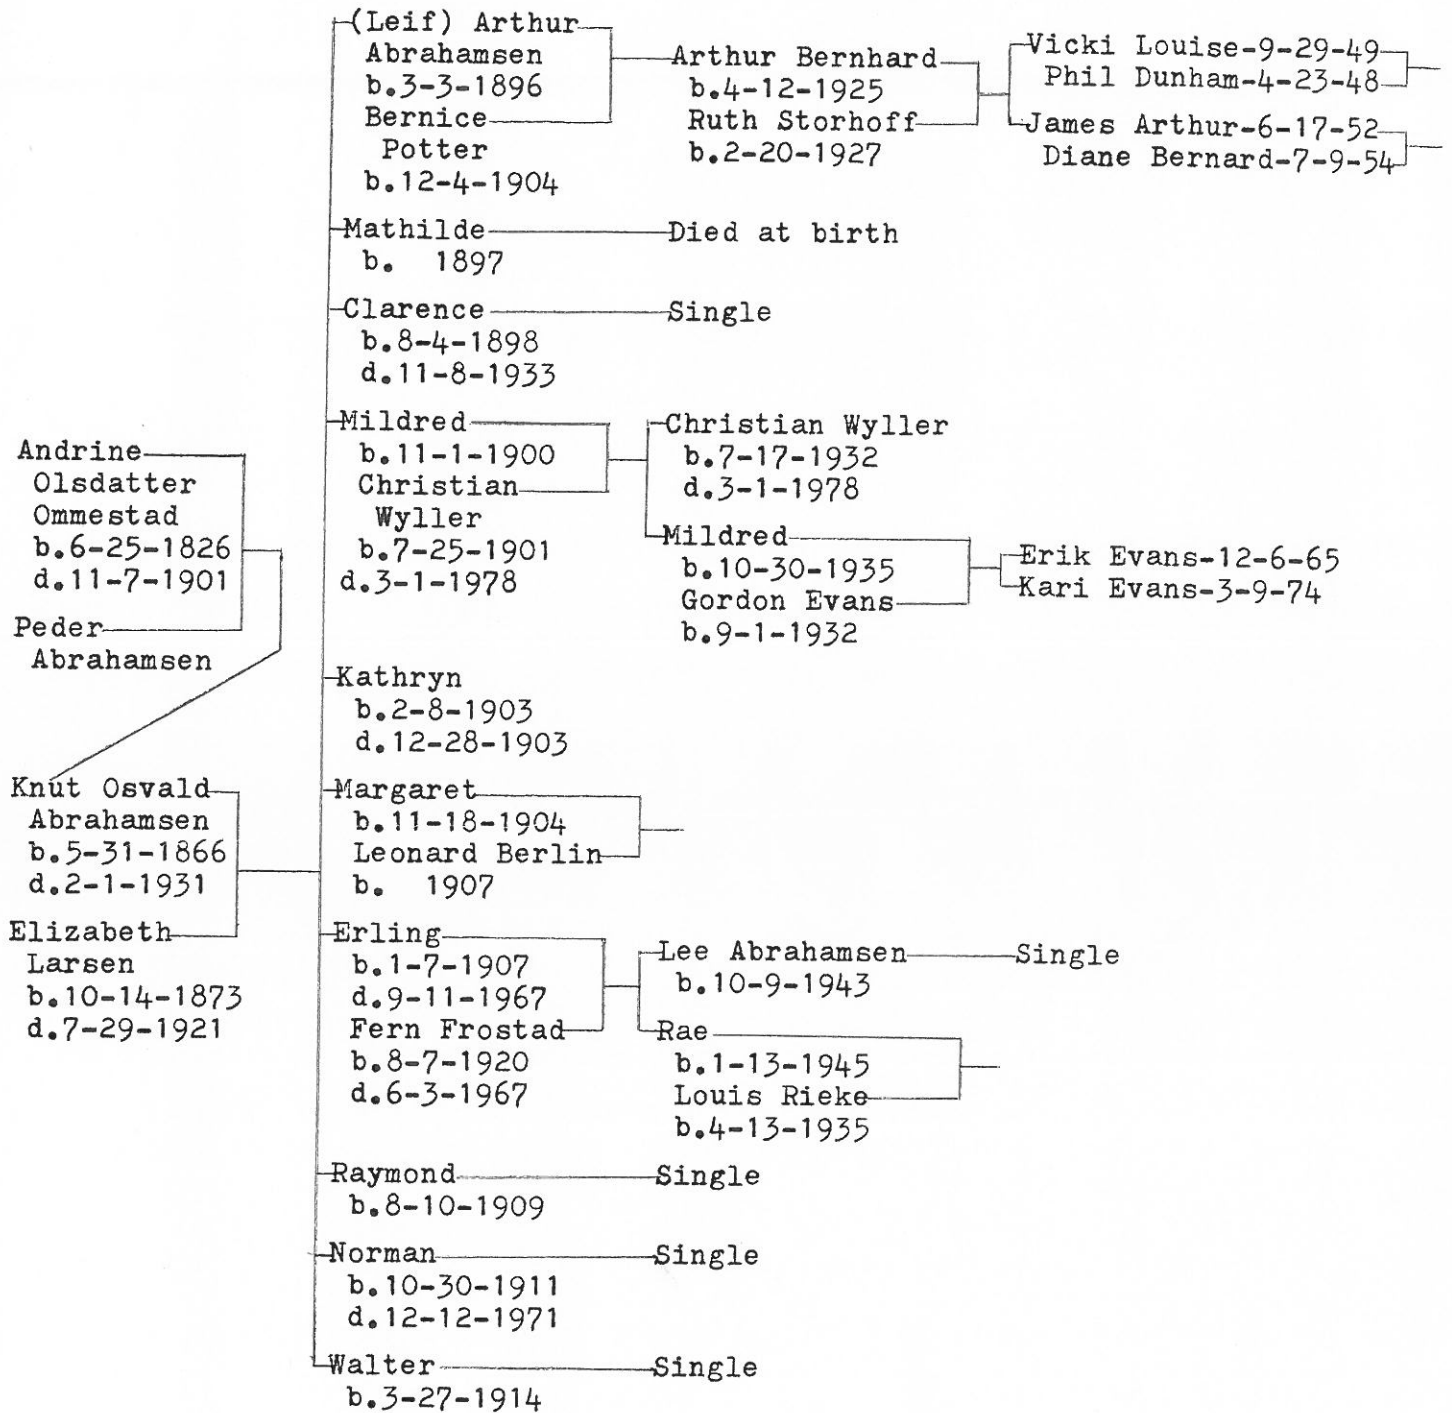 Andrine
Olsdatter
Ommestad
b.6-25-1826
d.11-7-1901
Peder
Abrahamsen
Knut Osvald
Abrahamsen
b.5-31-1866
d.2-1-1931
Elizabeth
Larsen
b.10-14-1873
d.7-29-1921
(Leif) Arthur
Abrahamsen
b.3-3-1896
Bernice
Potter
b.12-4-1904
Arthur Bernhard
b.4-12-1925
Ruth Storhoff
b.2-20-1927
Vicki Louise-9-29-49
Phil Dunham-4-23-48
James Arthur-6-17-52
Diane Bernard-7-9-54
Mathilde
b. 1897
Died at birth
Clarence
b.8-4-1898
d.11-8-1933
Single
Mildred
b.11-1-1900
Christian
Wyller
b.7-25-1901
d.3-1-1978
Christian Wyller
b.7-17-1932
d.3-1-1978
Mildred
b.10-30-1935
Gordon Evans
b.9-1-1932
Erik Evans-12-6-65
Kari Evans-3-9-74
Kathryn
b.2-8-1903
d.12-28-1903
Margaret
b.11-18-1904
Leonard Berlin
b. 1907
Erling
b.1-7-1907
d.9-11-1967
Fern Frostad
b.8-7-1920
d.6-3-1967
Lee Abrahamsen
b.10-9-1943
Single
Rae
b.1-13-1945
Louis Rieke
b.4-13-1935
Raymond
b.8-10-1909
Single
Norman
b.10-30-1911
d.12-12-1971
Single
Walter
b.3-27-1914
Single